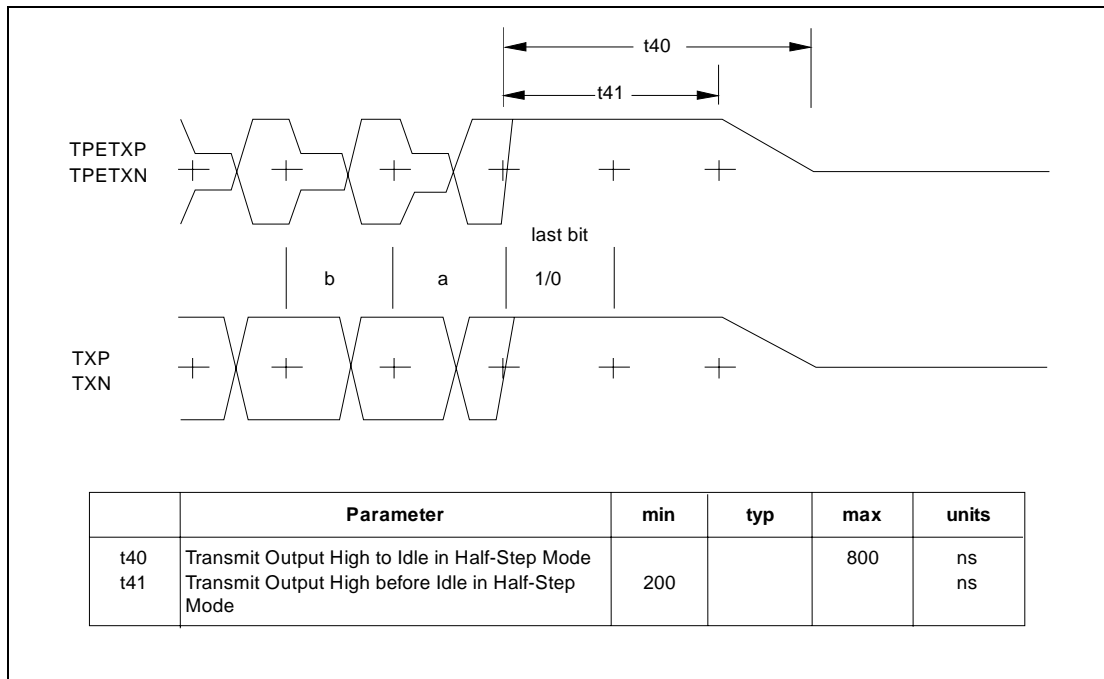 t40
t41
TPETXP
TPETXN
last bit
b a 1/0
TXP
TXN
Parameter min typ max units
t40 Transmit Output High to Idle in Half-Step Mode 800 ns
t41 Transmit Output High before Idle in Half-Step 200 ns
Mode